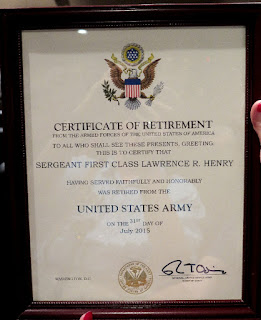 CERTIFICATE OF RETIREMENT
FROM THE ARMED FORCES OF THE UNITED STATES OF AMERICA
TO ALL WHO SHALL SEE THESE PRESENTS, GREETING:
THIS IS TO CERTIFY THAT
SERGEANT FIRST CLASS LAWRENCE R. HENRY
HAVING SERVED FAITHFULLY AND HONORABLY
WAS RETIRED FROM THE
UNITED STATES ARMY
ON THE 31ST DAY OF
July 2015
WASHINGTON, D.C.